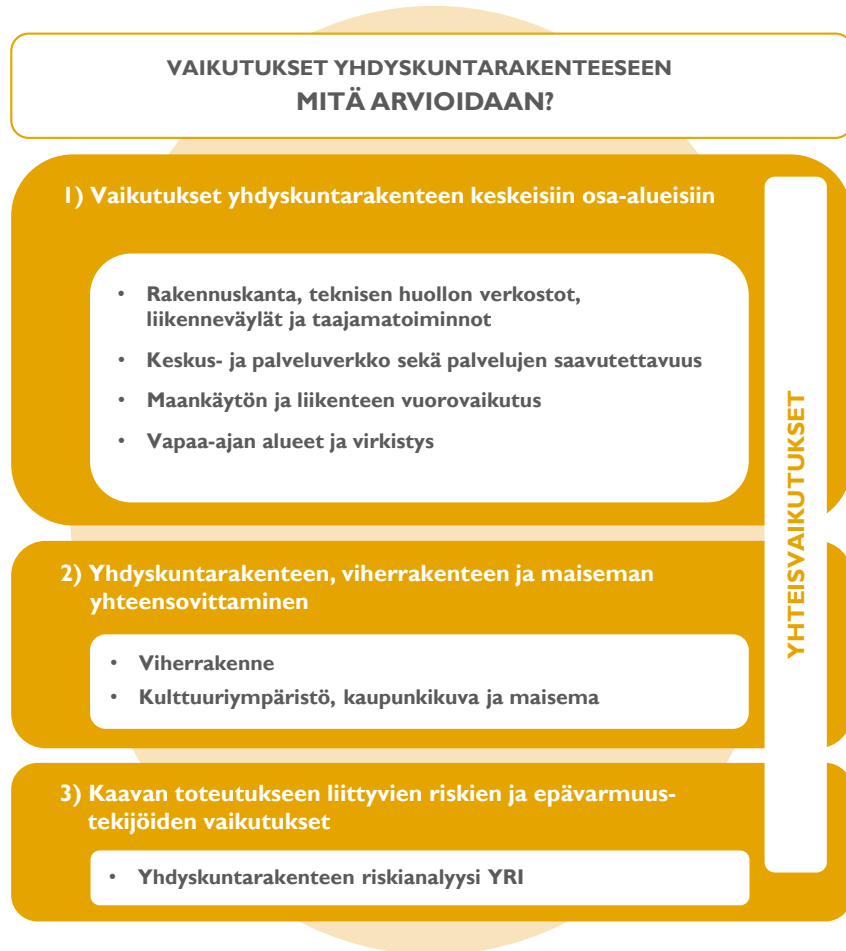 VAIKUTUKSET YHDYSKUNTARAKENTEESEEN
MITÄ ARVIOIDAAN?
1) Vaikutukset yhdyskuntarakenteen keskeisiin osa-alueisiin
• Rakennuskanta, teknisen huollon verkostot,
liikenneväylät ja taajamatoiminnot
• Keskus- ja palveluverkko sekä palvelujen saavutettavuus
• Maankäytön ja liikenteen vuorovaikutus
• Vapaa-ajan alueet ja virkistys
2) Yhdyskuntarakenteen, viherrakenteen ja maiseman
yhteensovittaminen
• Viherrakenne
• Kulttuuriympäristö, kaupunkikuva ja maisema
3) Kaavan toteutukseen liittyvien riskien ja epävarmuus-
tekijöiden vaikutukset
• Yhdyskuntarakenteen riskianalyysi YRI
YHTEISVAIKUTUKSET